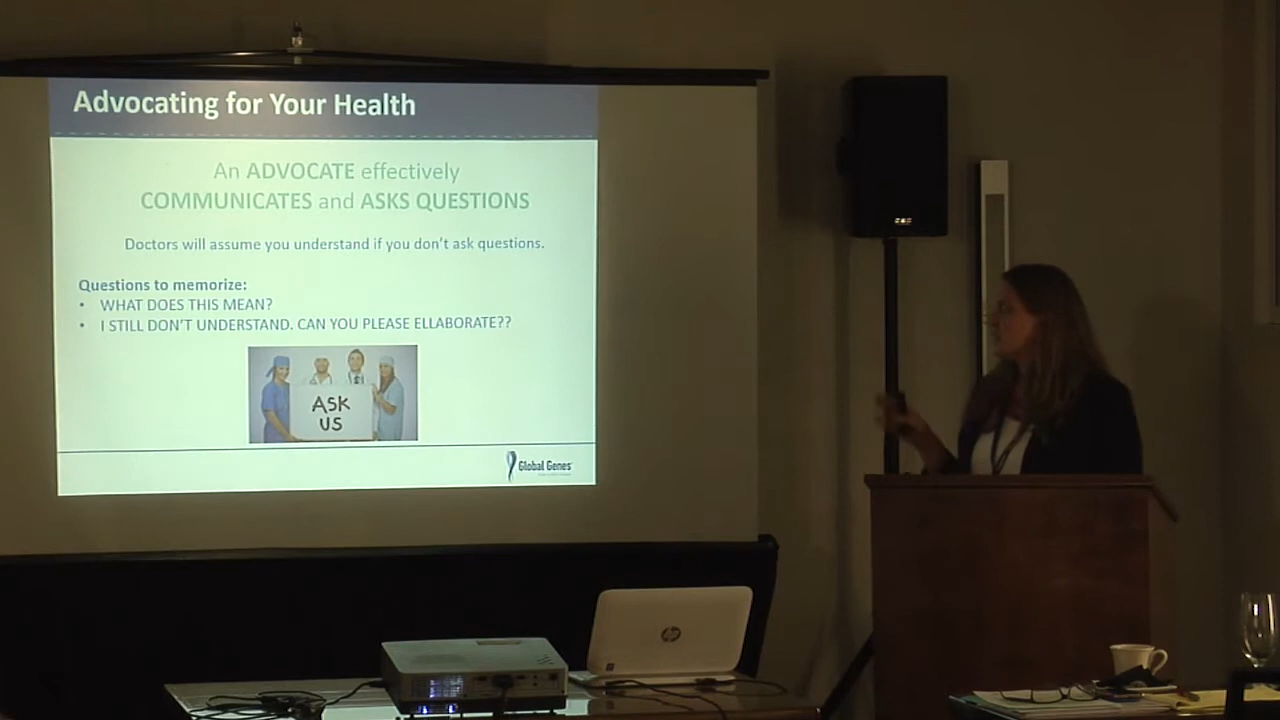 Advocating for Your Health
An ADVOCATE effectively
COMMUNICATES and ASKS QUESTIONS
Doctors will assume you understand if you don't ask questions.
Questions to memorize:
• WHAT DOES THIS MEAN?
• I STILL DON'T UNDERSTAND. CAN YOU PLEASE ELLABORATE??
ASK
US
Global Genes
hp